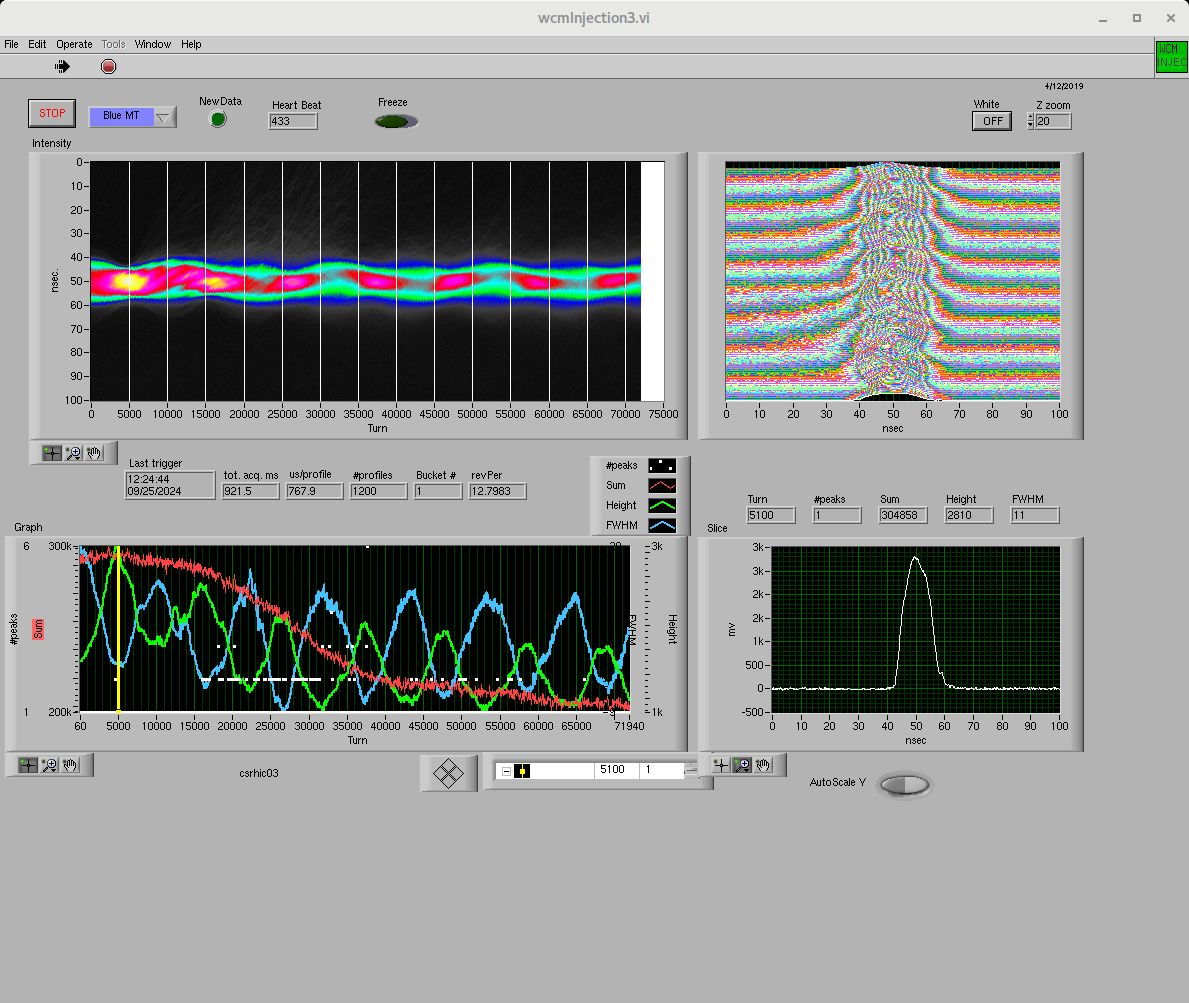 wcmInjection3.vi
File Edit Operate Tools Window Help
WCM
INJEC
4/12/2019
STOP
Blue MT
NewData
Heart Beat
433
Freeze
White
OFF
Z zoom
20
Intensity
nsec.
0
10
20
30
40
50
60
70
80
90
100
0 5000 10000 15000 20000 25000 30000 35000 40000 45000 50000 55000 60000 65000 70000 75000
Turn
0 10 20 30 40 50 60 70 80 90 100
nsec
Last trigger
12:24:44
09/25/2024
tot. acq. ms
921.5
us/profile
767.9
#profiles
1200
Bucket #
1
revPer
12.7983
#peaks
Sum
Height
FWHM
Turn
5100
#peaks
1
Sum
304858
Height
2810
FWHM
11
Graph
#peaks
6
1
Sum
300k
200k
FWHM
Height
3k
1k
60 5000 10000 15000 20000 25000 30000 35000 40000 45000 50000 55000 60000 65000 71940
Turn
Slice
mv
3k
3k
2k
2k
1k
500
0
-500
0 10 20 30 40 50 60 70 80 90 100
nsec
csrhic03
5100 1
AutoScale Y